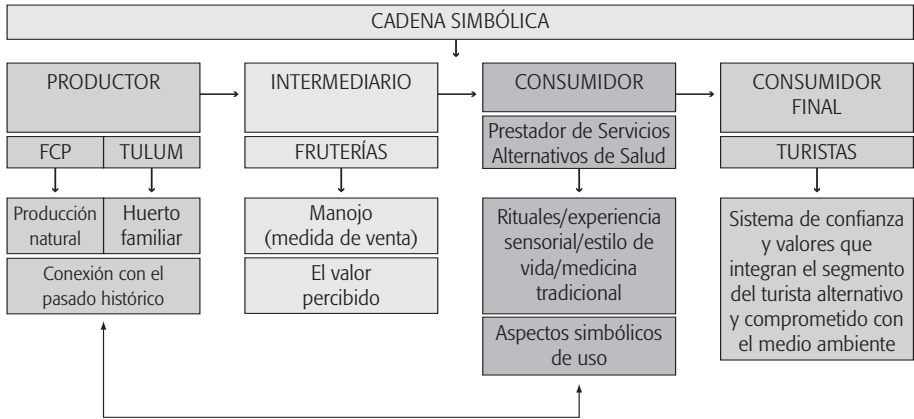 CADENA SIMBÓLICA
PRODUCTOR
FCP
TULUM
Producción
natural
Huerto
familiar
Conexión con el
pasado histórico
INTERMEDIARIO
FRUTERÍAS
Manojo
(medida de venta)
El valor
percibido
CONSUMIDOR
Prestador de Servicios
Alternativos de Salud
Rituales/experiencia
sensorial/estilo de
vida/medicina
tradicional
Aspectos simbólicos
de uso
CONSUMIDOR
FINAL
TURISTAS
Sistema de confianza
y valores que
integran el segmento
del turista alternativo
y comprometido con
el medio ambiente